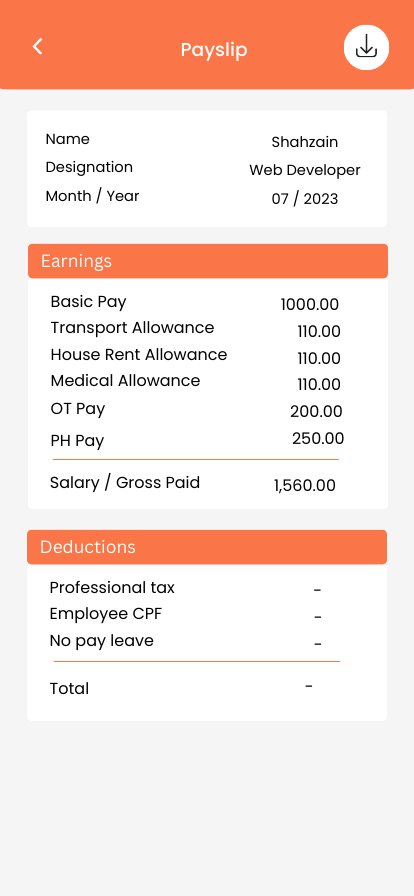 Payslip
Name Shahzain
Designation Web Developer
Month / Year 07 / 2023
Earnings
Basic Pay 1000.00
Transport Allowance 110.00
House Rent Allowance 110.00
Medical Allowance 110.00
OT Pay 200.00
PH Pay 250.00
Salary / Gross Paid 1,560.00
Deductions
Professional tax -
Employee CPF -
No pay leave -
Total -